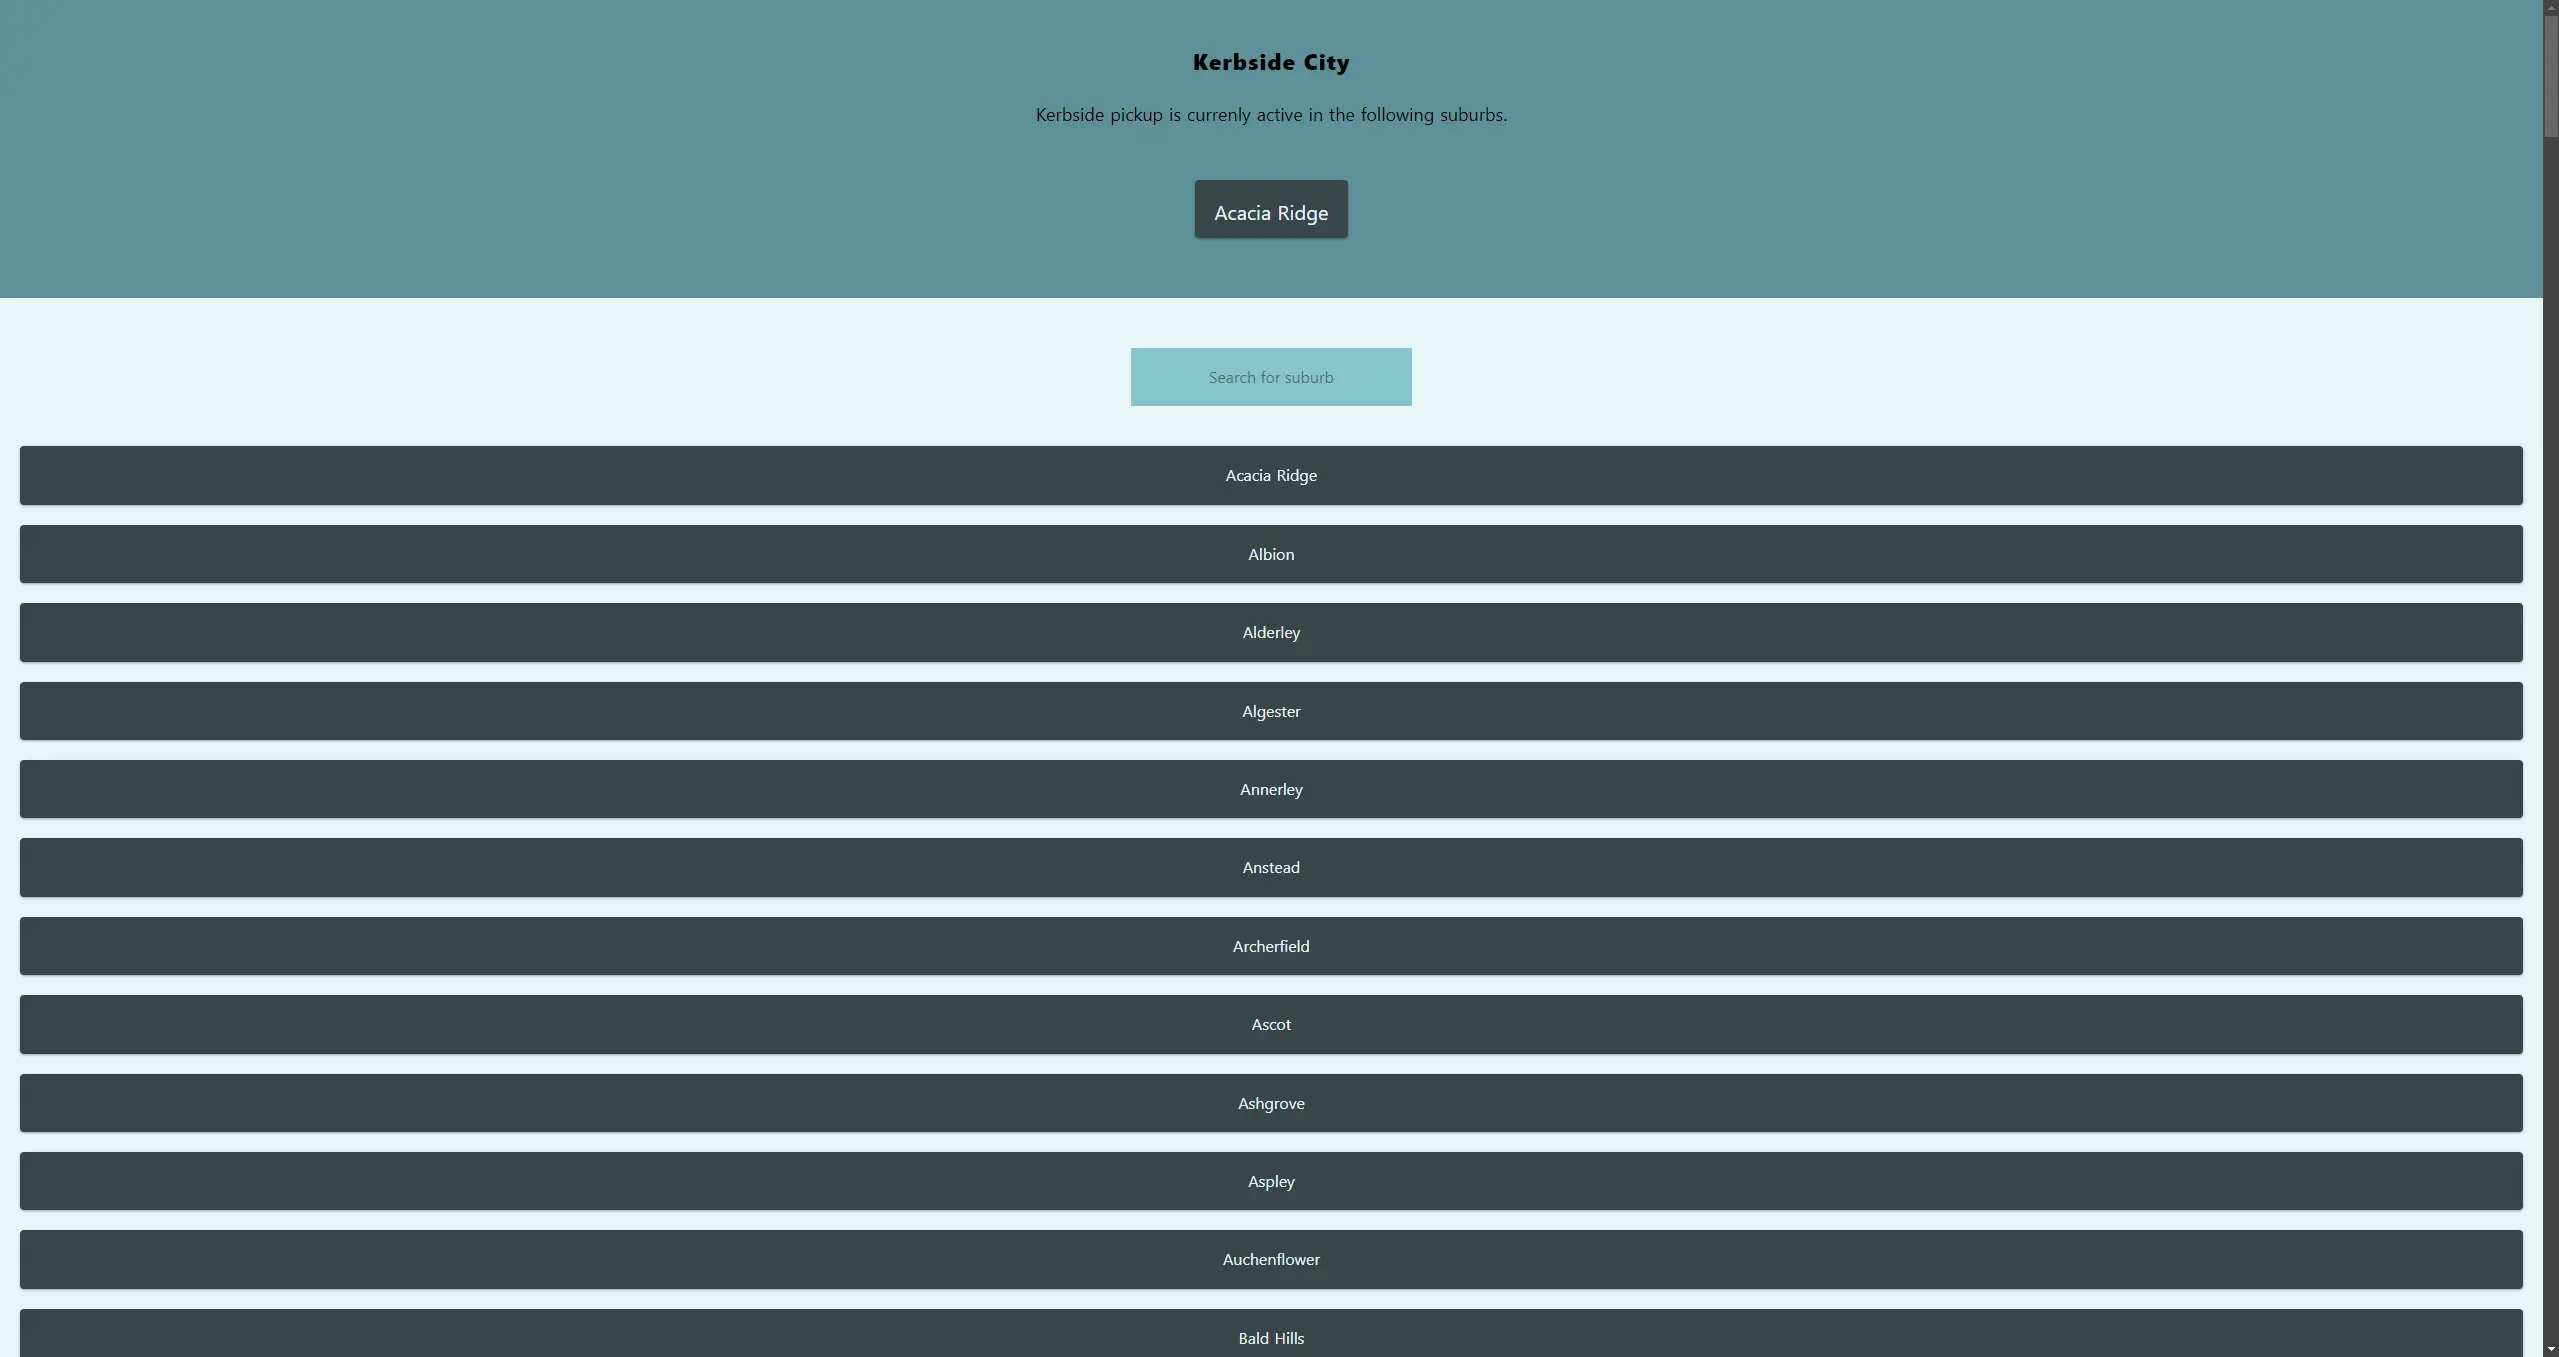 Kerbside City
Kerbside pickup is currenly active in the following suburbs.
Acacia Ridge
Search for suburb
Acacia Ridge
Albion
Alderley
Algester
Annerley
Anstead
Archerfield
Ascot
Ashgrove
Aspley
Auchenflower
Bald Hills